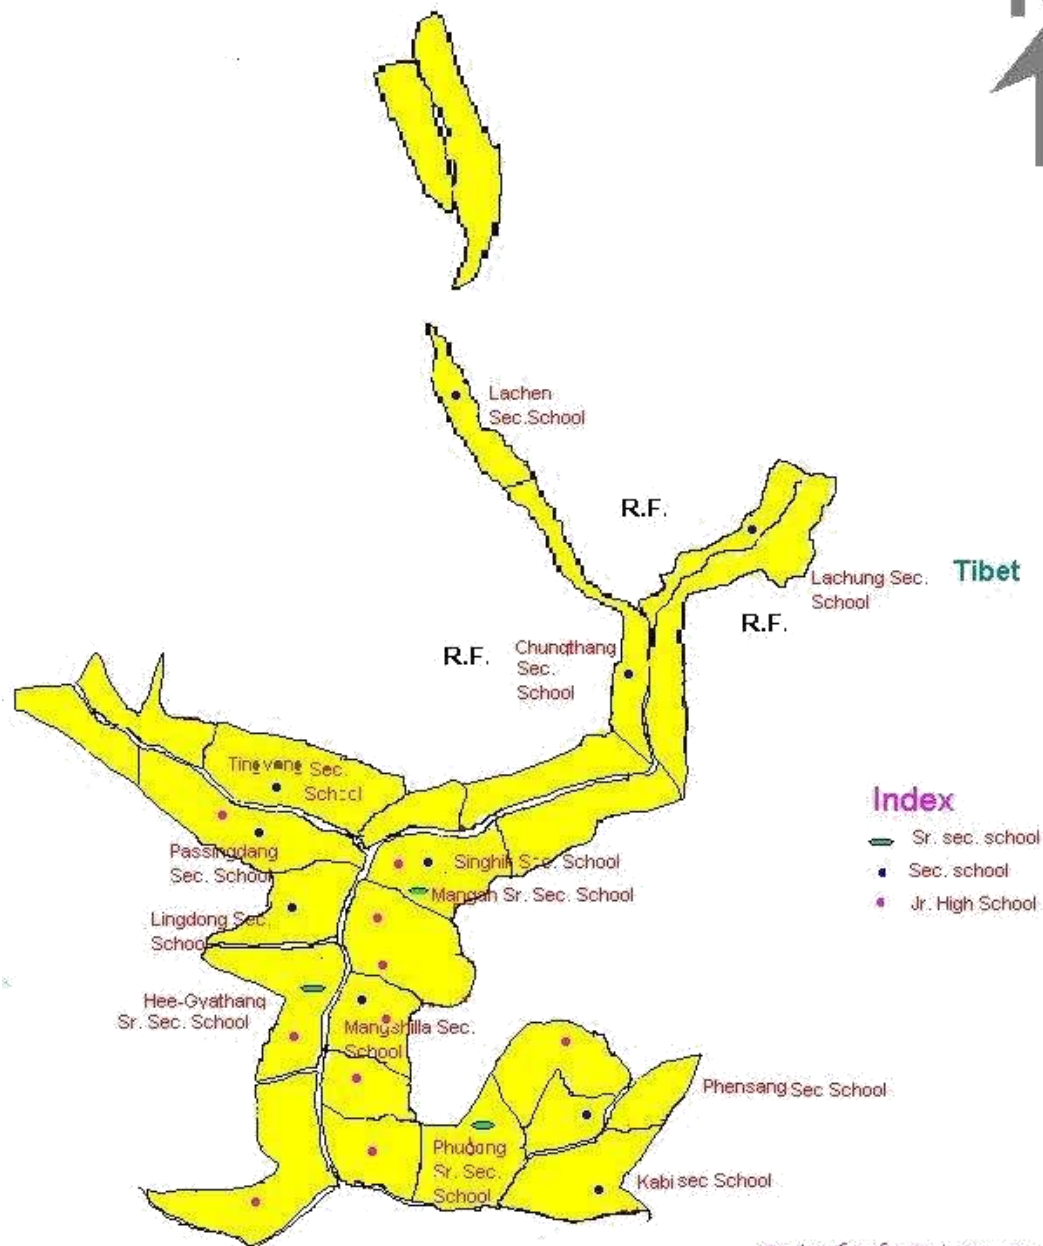 Lachen
Sec.School
R.F.
Tibet
Lachung Sec.
School
R.F.
R.F.
Chungthang
Sec.
School
Tingvong Sec.
School
Index
Sr. sec. school
Sec. school
Jr. High School
Passingdang
Sec. School
Singhik Sec. School
Mangan Sr. Sec. School
Lingdong Sec.
School
Hee-Gyathang
Sr. Sec. School
Mangshilla Sec.
School
Phensang Sec School
Phodong
Sr. Sec.
School
Kabi sec School